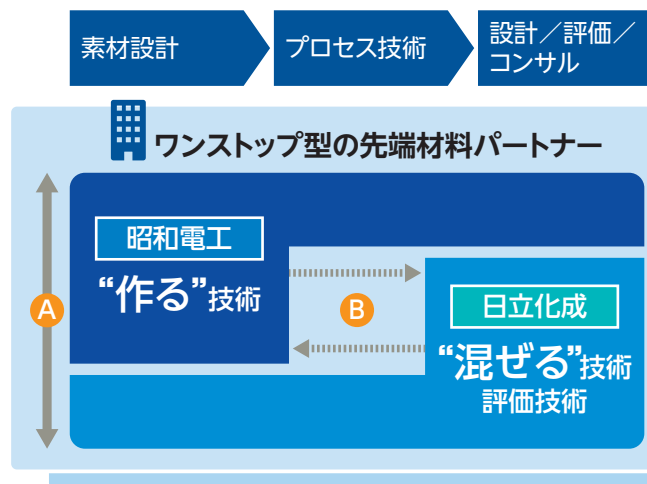 素材設計
プロセス技術
設計／評価／
コンサル
ワンストップ型の先端材料パートナー
昭和電工
“作る”技術
A
B
日立化成
“混ぜる”技術
評価技術